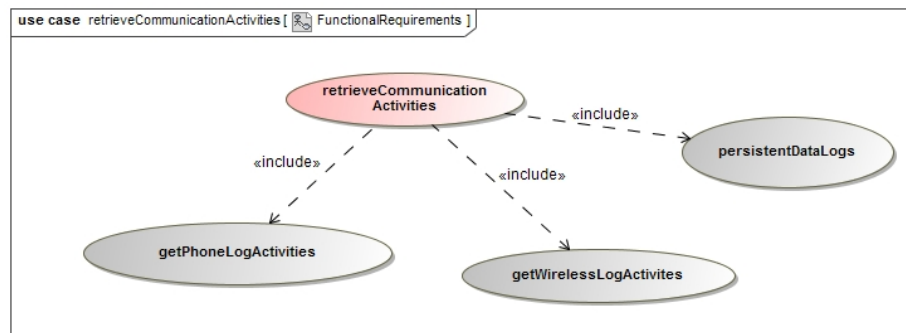 use case retrieveCommunicationActivities [ FunctionalRequirements ]
retrieveCommunication
Activities
«include»
persistentDataLogs
«include»
«include»
getPhoneLogActivities
getWirelessLogActivites